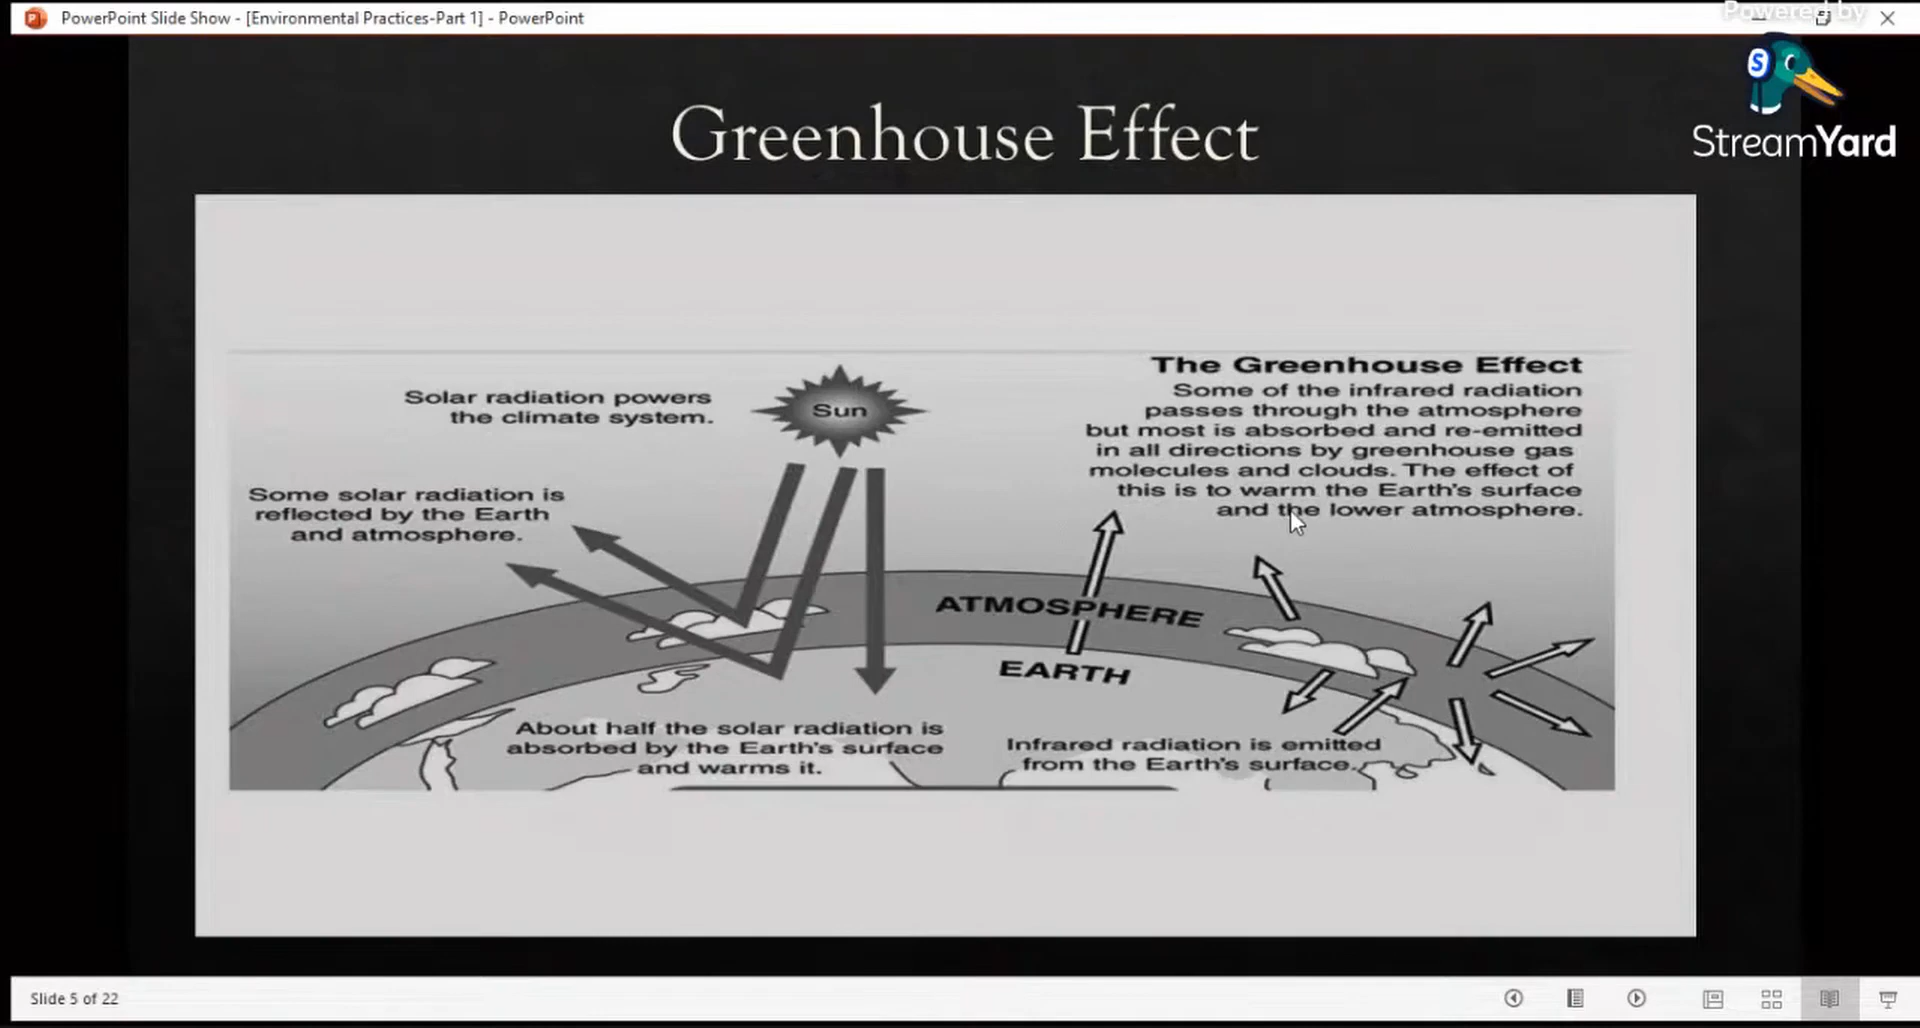 PowerPoint Slide Show - [Environmental Practices-Part 1] - PowerPoint
Powered by
StreamYard
Greenhouse Effect
Solar radiation powers
the climate system.
Sun
The Greenhouse Effect
Some of the infrared radiation
passes through the atmosphere
but most is absorbed and re-emitted
in all directions by greenhouse gas
molecules and clouds. The effect of
this is to warm the Earth's surface
and the lower atmosphere.
Some solar radiation is
reflected by the Earth
and atmosphere.
ATMOSPHERE
EARTH
About half the solar radiation is
absorbed by the Earth's surface
and warms it.
Infrared radiation is emitted
from the Earth's surface.
Slide 5 of 22